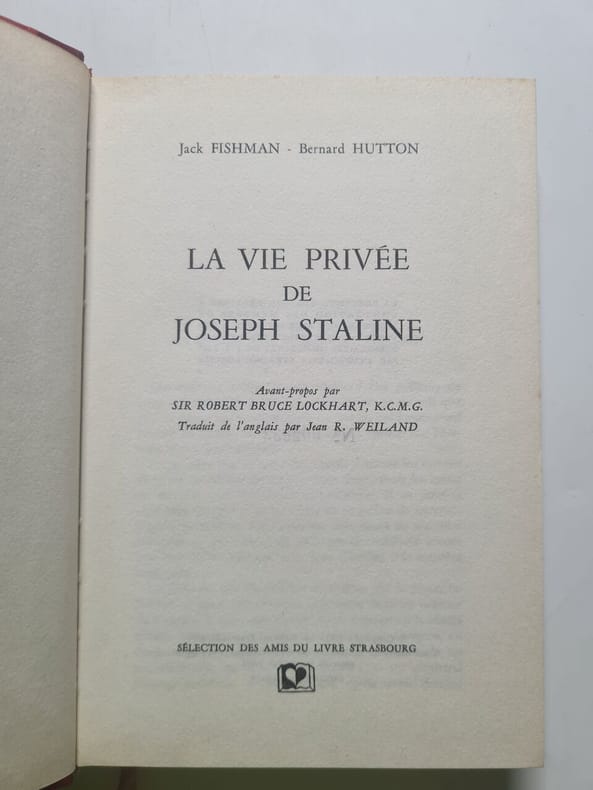 Jack FISHMAN - Bernard HUTTON
LA VIE PRIVÉE
DE
JOSEPH STALINE
Avant-propos par
SIR ROBERT BRUCE LOCKHART, K.C.M.G.
Traduit de l'anglais par Jean R. WEILAND
SÉLECTION DES AMIS DU LIVRE STRASBOURG